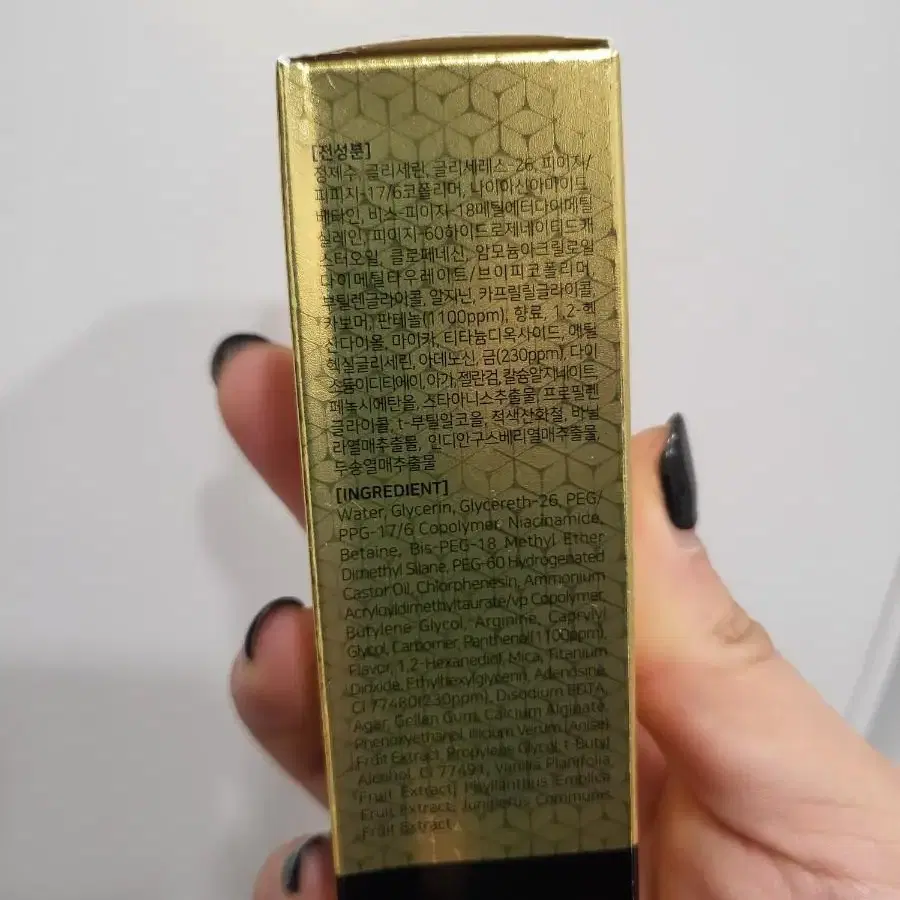 [전성분]
정제수, 글리세린, 글리세레스-26, 피이지/
피피지-17/6코폴리머, 나이아신아마이드,
베타인, 비스-피이지-18메틸에터다이메틸
실레인, 피이지-60하이드로제네이티드캐
스터오일, 클로페네신, 암모늄아크릴로일
다이메틸타우레이트/브이피코폴리머,
부틸렌글라이콜, 알지닌, 카프릴릴글라이콜,
카보머, 판테놀(1100ppm), 향료, 1,2-헥
산다이올, 마이카, 티타늄디옥사이드, 에틸
헥실글리세린, 아데노신, 금(230ppm), 다이
소듐이디티에이, 아가, 젤란검, 칼슘알지네이트,
페녹시에탄올, 스타아니스추출물, 프로필렌
글라이콜, t-부틸알코올, 적색산화철, 바닐
라열매추출물, 인디안구스베리열매추출물,
두송열매추출물
[INGREDIENT]
Water, Glycerin, Glycereth-26, PEG/
PPG-17/6 Copolymer, Niacinamide,
Betaine, Bis-PEG-18 Methyl Ether
Dimethyl Silane, PEG-60 Hydrogenated
Castor Oil, Chlorphenesin, Ammonium
Acryloyldimethyltaurate/vp Copolymer,
Butylene Glycol, Arginine, Caprylyl
Glycol, Carbomer, Panthenol(1100ppm),
Flavor, 1,2-Hexanediol, Mica, Titanium
Dioxide, Ethylhexylglycerin, Adenosine,
CI 77480(230ppm), Disodium EDTA,
Agar, Gellan Gum, Calcium Alginate,
Phenoxyethanol, Illicium Verum (Anise)
Fruit Extract, Propylene Glycol, t-Butyl
Alcohol, CI 77491, Vanilla Planifolia
Fruit Extract, Phyllanthus Emblica
Fruit Extract, Juniperus Communis
Fruit Extract